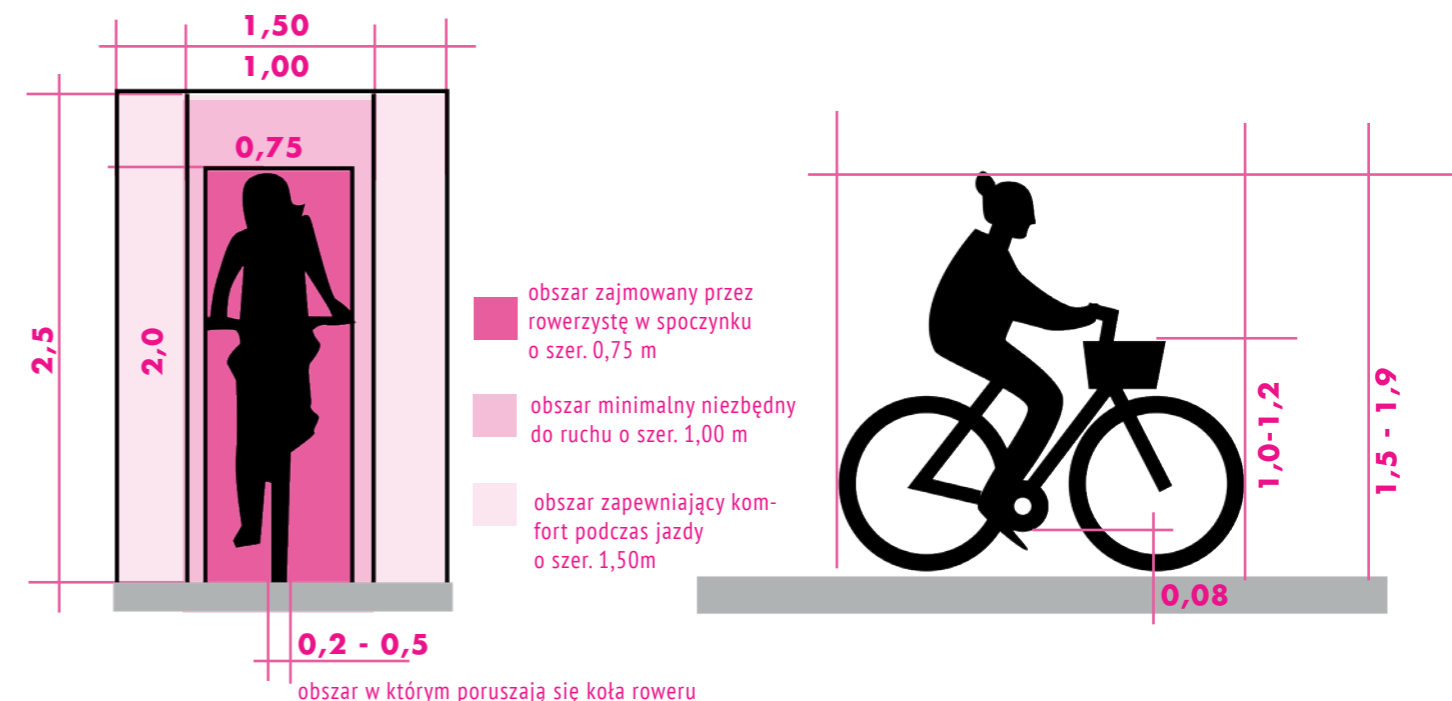 1,50
1,00
0,75
2,5
2,0
obszar zajmowany przez
rowerzystę w spoczynku
o szer. 0,75 m
obszar minimalny niezbędny
do ruchu o szer. 1,00 m
obszar zapewniający kom-
fort podczas jazdy
o szer. 1,50m
0,2 - 0,5
obszar w którym poruszają się koła roweru
1,0-1,2
1,5 - 1,9
0,08